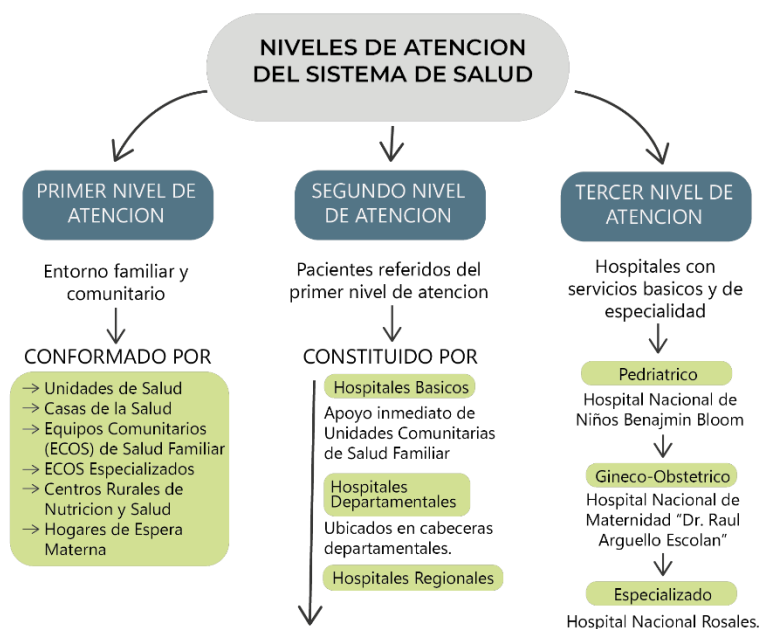 NIVELES DE ATENCION
DEL SISTEMA DE SALUD
PRIMER NIVEL DE
ATENCION
Entorno familiar y
comunitario
CONFORMADO POR
→ Unidades de Salud
→ Casas de la Salud
→ Equipos Comunitarios
(ECOS) de Salud Familiar
→ ECOS Especializados
→ Centros Rurales de
Nutricion y Salud
→ Hogares de Espera
Materna
SEGUNDO NIVEL
DE ATENCION
Pacientes referidos del
primer nivel de atencion
CONSTITUIDO POR
Hospitales Basicos
Apoyo inmediato de
Unidades Comunitarias
de Salud Familiar
Hospitales
Departamentales
Ubicados en cabeceras
departamentales.
Hospitales Regionales
TERCER NIVEL DE
ATENCION
Hospitales con
servicios basicos y de
especialidad
Pedriatrico
Hospital Nacional de
Niños Benajmin Bloom
Gineco-Obstetrico
Hospital Nacional de
Maternidad “Dr. Raul
Arguello Escolan”
Especializado
Hospital Nacional Rosales.